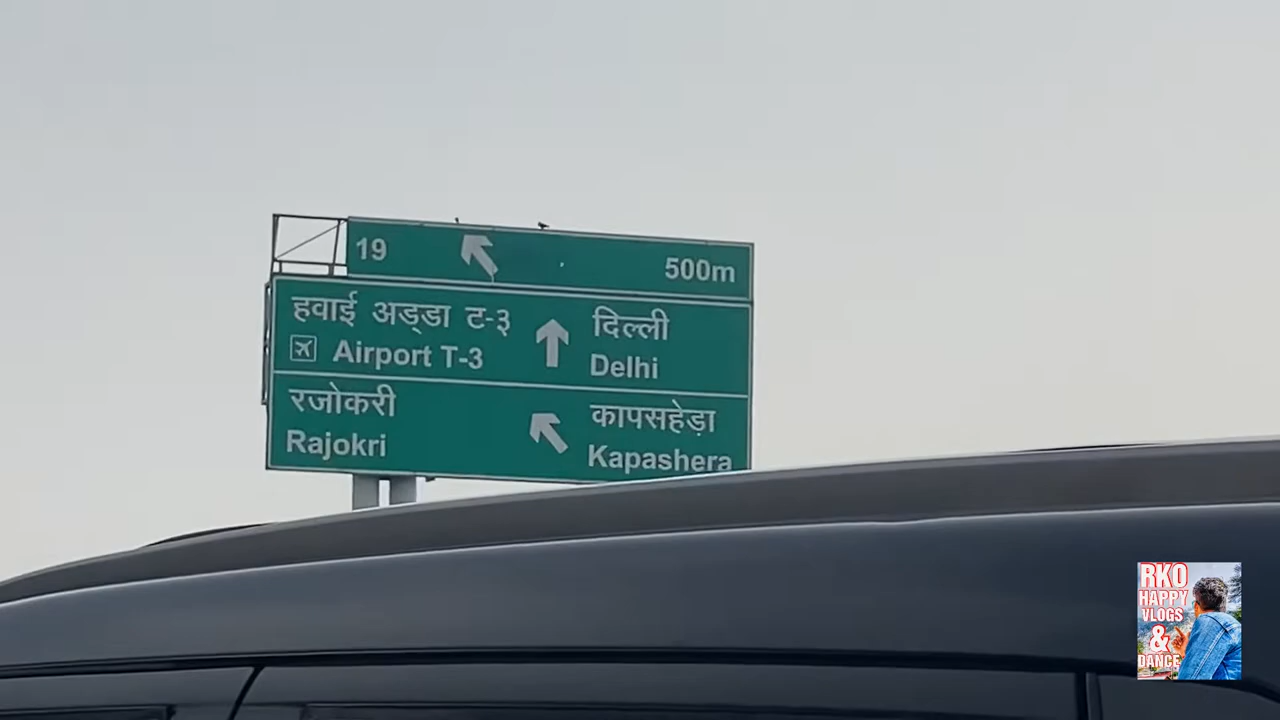 19 500m
हवाई अड्डा ट-३ दिल्ली
Airport T-3 Delhi
रजोकरी कापसहेड़ा
Rajokri Kapashera
RKO
HAPPY
VLOGS
&
DANCE